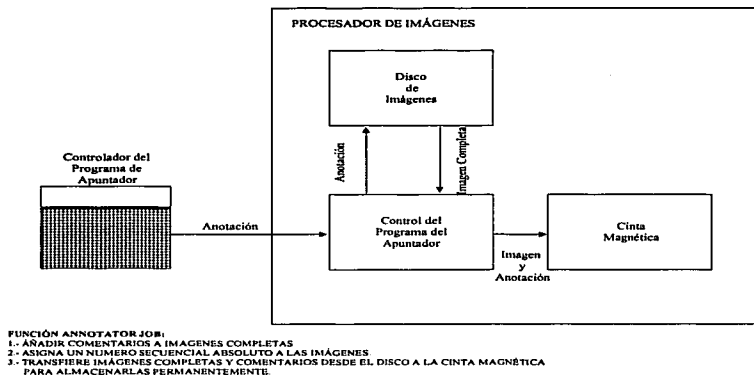 PROCESADOR DE IMÁGENES
Disco
de
Imágenes
Anotación
Imagen Completa
Controlador del
Programa de
Apuntador
Anotación
Control del
Programa del
Apuntador
Imagen
y
Anotación
Cinta
Magnética
FUNCIÓN ANNOTATOR JOB:
1.- AÑADIR COMENTARIOS A IMAGENES COMPLETAS
2.- ASIGNA UN NUMERO SECUENCIAL ABSOLUTO A LAS IMÁGENES.
3.- TRANSFIERE IMÁGENES COMPLETAS Y COMENTARIOS DESDE EL DISCO A LA CINTA MAGNÉTICA
PARA ALMACENARLAS PERMANENTEMENTE.